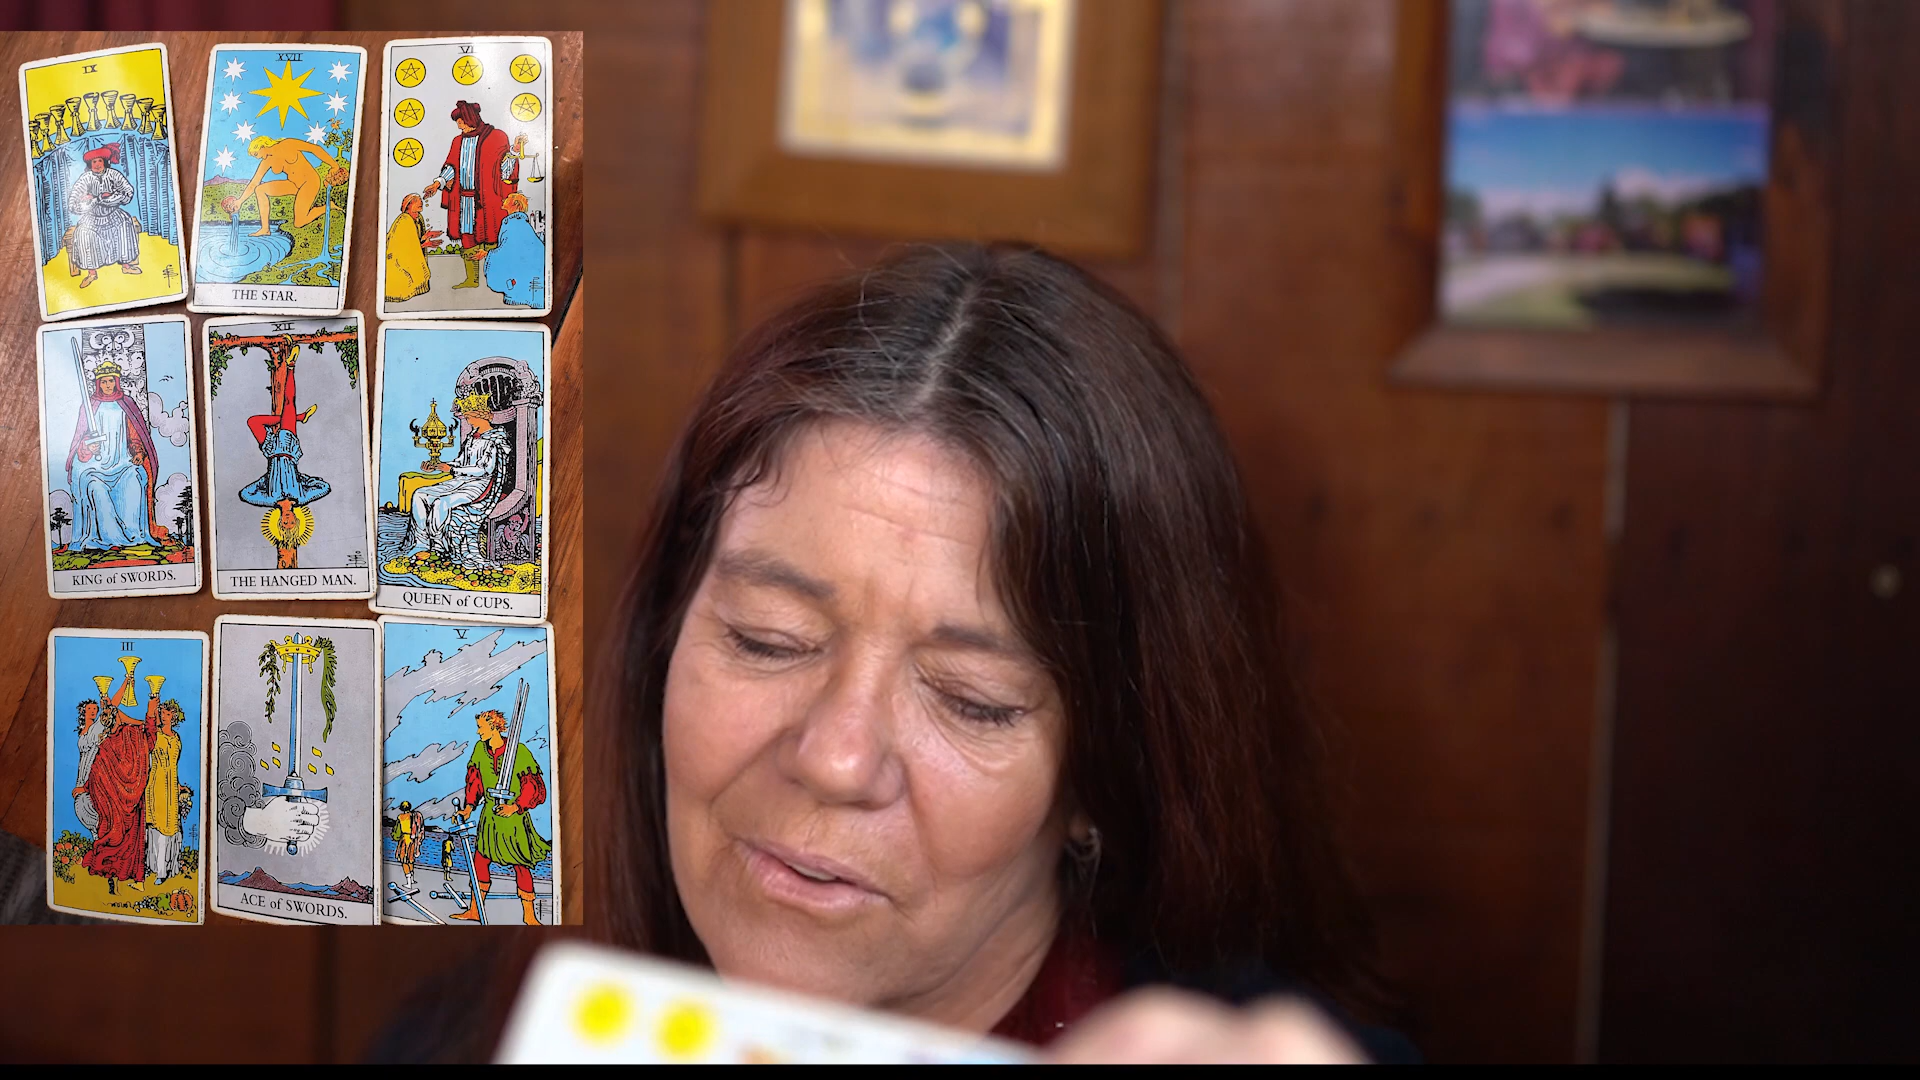 IX
XVII
VI
THE STAR.
XII
KING of SWORDS.
THE HANGED MAN.
QUEEN of CUPS.
III
V
ACE of SWORDS.